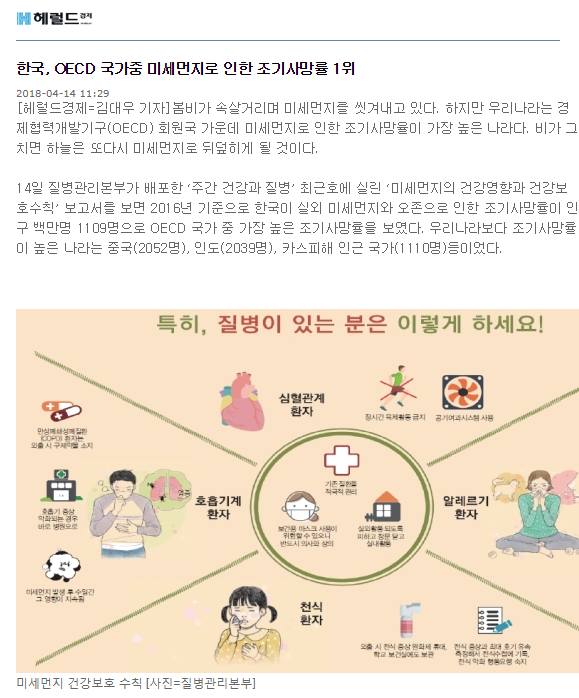 헤럴드경제
한국, OECD 국가중 미세먼지로 인한 조기사망률 1위
2018-04-14 11:29
[헤럴드경제=김대우 기자]봄비가 속살거리며 미세먼지를 씻겨내고 있다. 하지만 우리나라는 경
제협력개발기구(OECD) 회원국 가운데 미세먼지로 인한 조기사망율이 가장 높은 나라다. 비가 그
치면 하늘은 또다시 미세먼지로 뒤덮히게 될 것이다.
14일 질병관리본부가 배포한 '주간 건강과 질병' 최근호에 실린 '미세먼지의 건강영향과 건강보
호수칙' 보고서를 보면 2016년 기준으로 한국이 실외 미세먼지와 오존으로 인한 조기사망율이 인
구 백만명 1109명으로 OECD 국가 중 가장 높은 조기사망률을 보였다. 우리나라보다 조기사망률
이 높은 나라는 중국(2052명), 인도(2039명), 카스피해 인근 국가(1110명)등이었다.
특히, 질병이 있는 분은 이렇게 하세요!
심혈관계
환자
장시간 육체활동 금지
공기여과시스템 사용
만성폐쇄성폐질환
(COPD) 환자는
외출 시 구제약물 소지
호흡기 증상
악화되는 경우
바로 병원으로
미세먼지 발생 후 수일간
그 영향이 지속됨
염증
호흡기계
환자
기존 질환을
적극적 관리
보건용 마스크 사용이
위험할 수 있으니
반드시 의사와 상의
실외활동 되도록
피하고 창문 닫고
실내활동
알레르기
환자
천식
환자
외출 시 천식 증상 완화제 휴대,
학교 보건실에도 보관
천식 증상과 최대 호기 유속
측정해서 천식수첩에 기록,
천식 악화 행동요령 숙지
미세먼지 건강보호 수칙 [사진=질병관리본부]